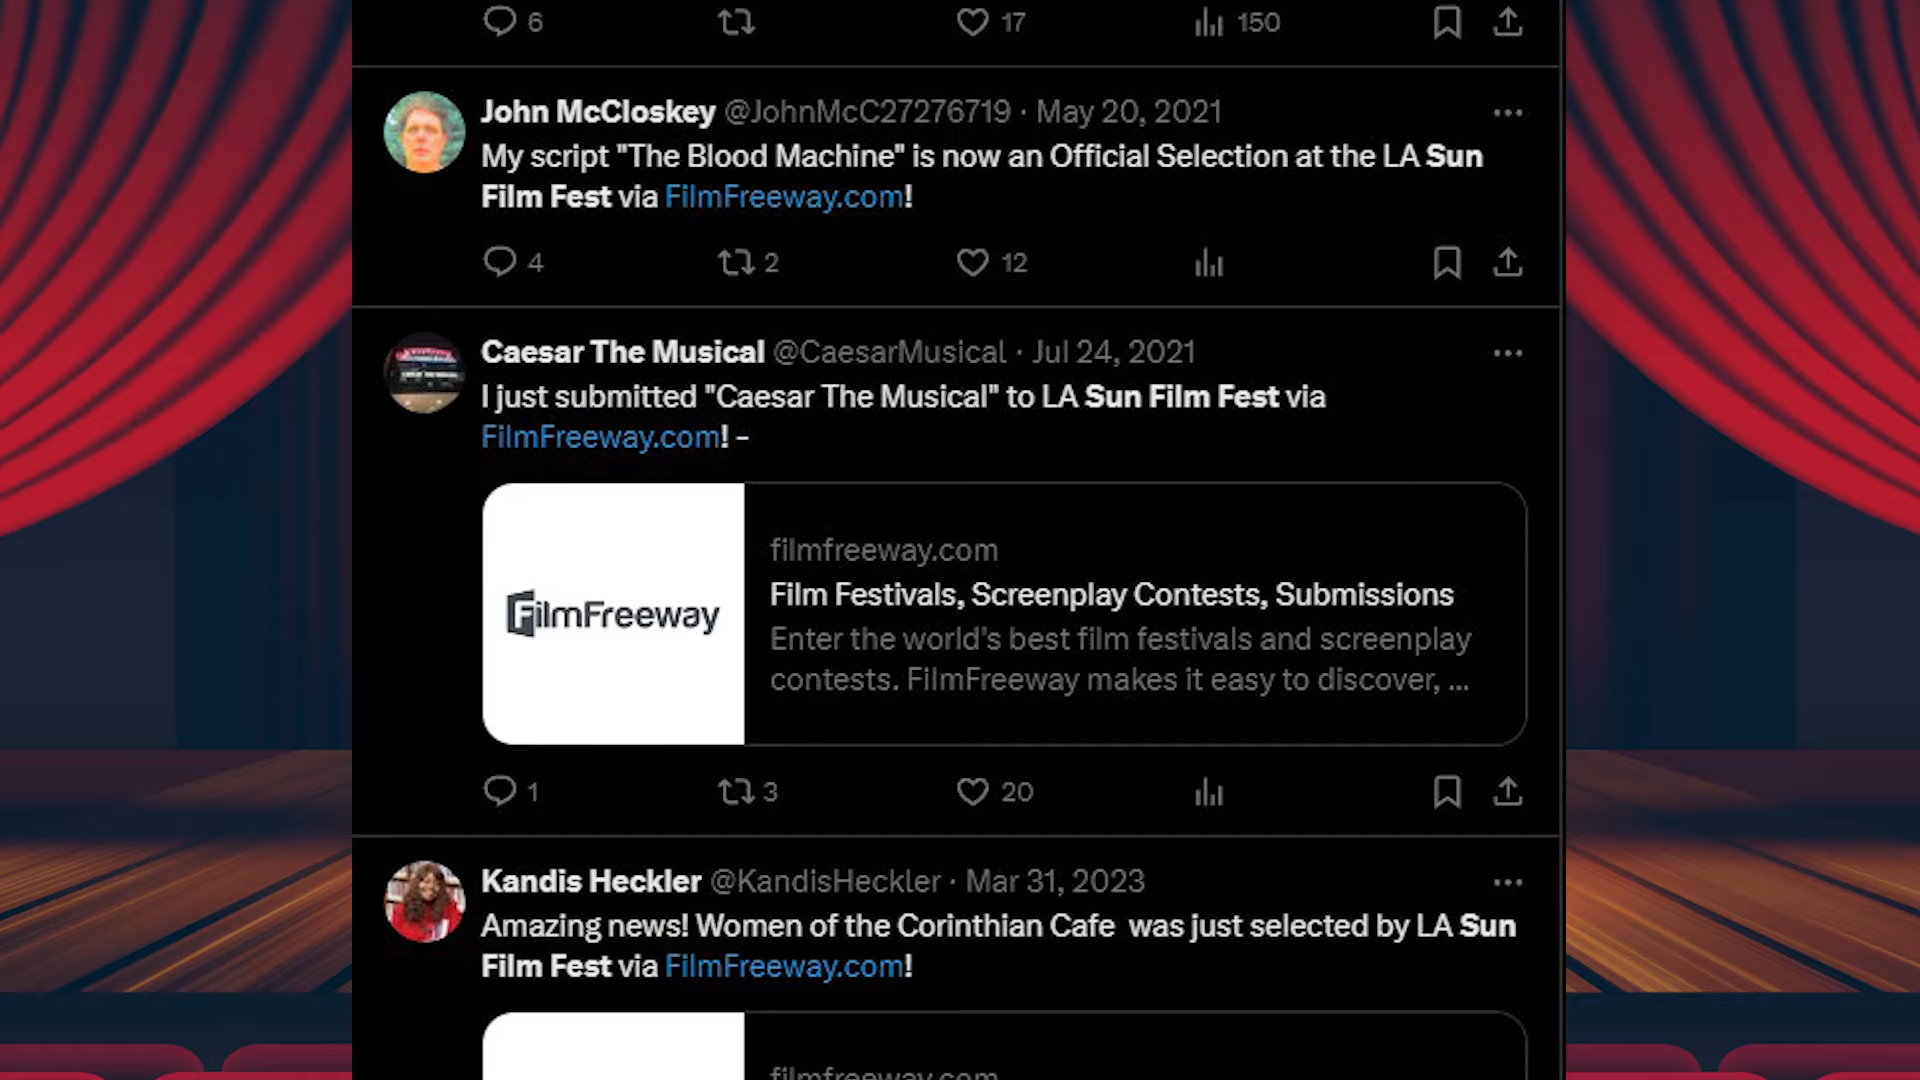 6 17 150
John McCloskey @JohnMcC27276719 · May 20, 2021
My script "The Blood Machine" is now an Official Selection at the LA Sun
Film Fest via FilmFreeway.com!
4 2 12
Caesar The Musical @CaesarMusical · Jul 24, 2021
I just submitted "Caesar The Musical" to LA Sun Film Fest via
FilmFreeway.com! –
FilmFreeway
filmfreeway.com
Film Festivals, Screenplay Contests, Submissions
Enter the world's best film festivals and screenplay
contests. FilmFreeway makes it easy to discover, ...
1 3 20
Kandis Heckler @KandisHeckler · Mar 31, 2023
Amazing news! Women of the Corinthian Cafe was just selected by LA Sun
Film Fest via FilmFreeway.com!
filmfreeway.com